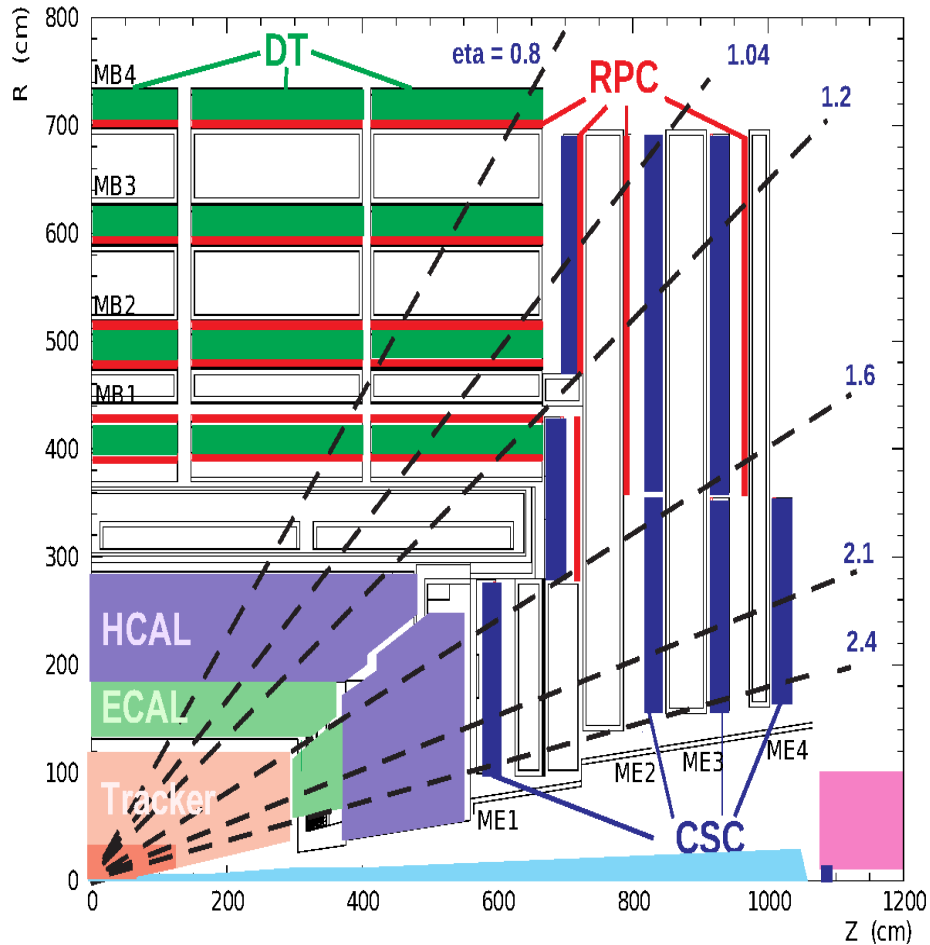 R (cm)
800
700
600
500
400
300
200
100
0
0
200
400
600
800
1000
1200
Z (cm)
MB4
MB3
MB2
MB1
DT
eta = 0.8
1.04
1.2
1.6
2.1
2.4
RPC
HCAL
ECAL
Tracker
ME1
ME2
ME3
ME4
CSC